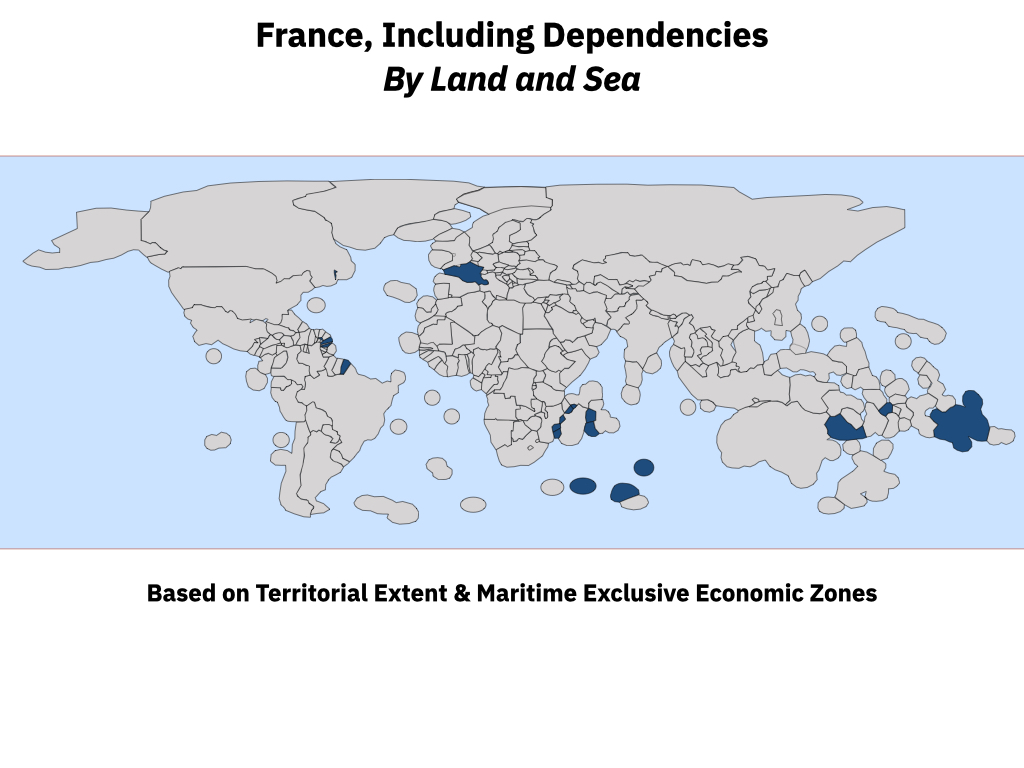 France, Including Dependencies
By Land and Sea
Based on Territorial Extent & Maritime Exclusive Economic Zones